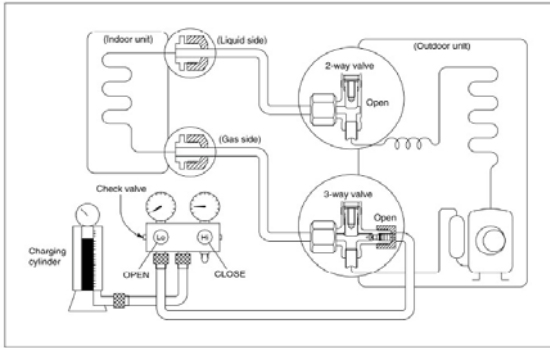 (Indoor unit)
(Liquid side)
(Outdoor unit)
2-way valve
Open
(Gas side)
3-way valve
Check valve
Open
Lo
Hi
Charging
cylinder
OPEN
CLOSE